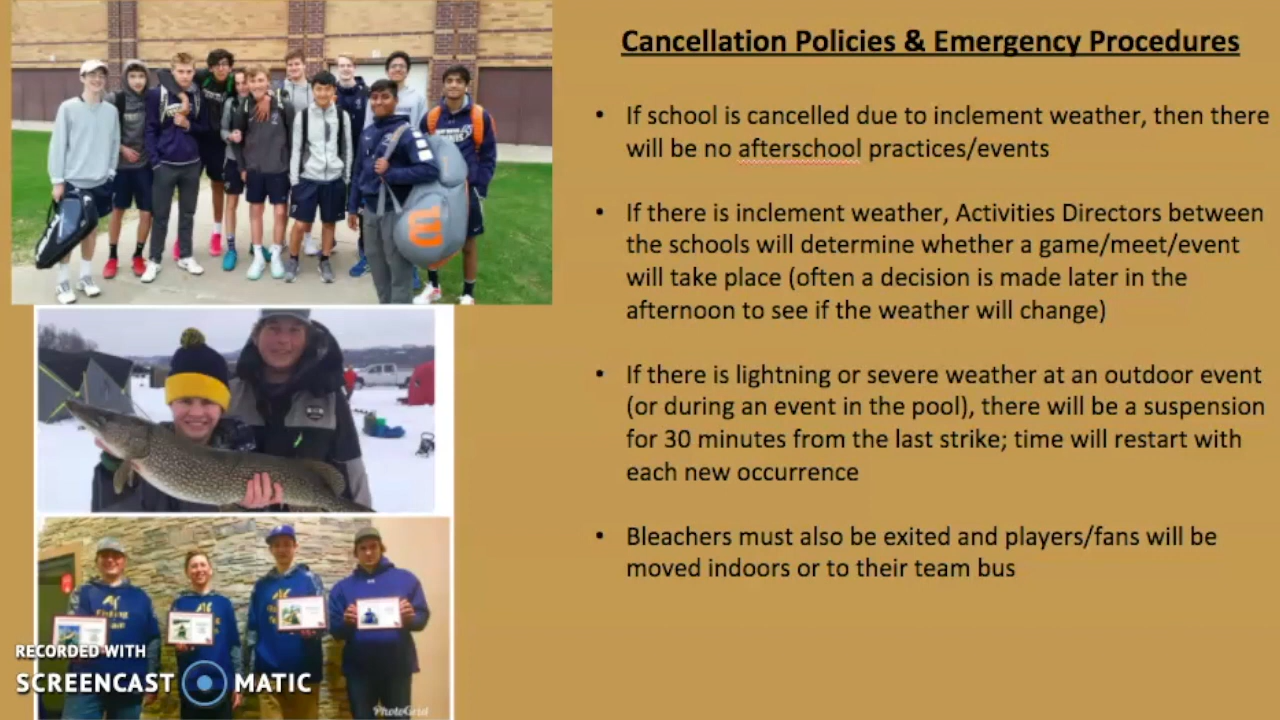 Cancellation Policies & Emergency Procedures
• If school is cancelled due to inclement weather, then there
will be no afterschool practices/events
• If there is inclement weather, Activities Directors between
the schools will determine whether a game/meet/event
will take place (often a decision is made later in the
afternoon to see if the weather will change)
• If there is lightning or severe weather at an outdoor event
(or during an event in the pool), there will be a suspension
for 30 minutes from the last strike; time will restart with
each new occurrence
• Bleachers must also be exited and players/fans will be
moved indoors or to their team bus
RECORDED WITH
SCREENCAST MATIC
PhotoGrid